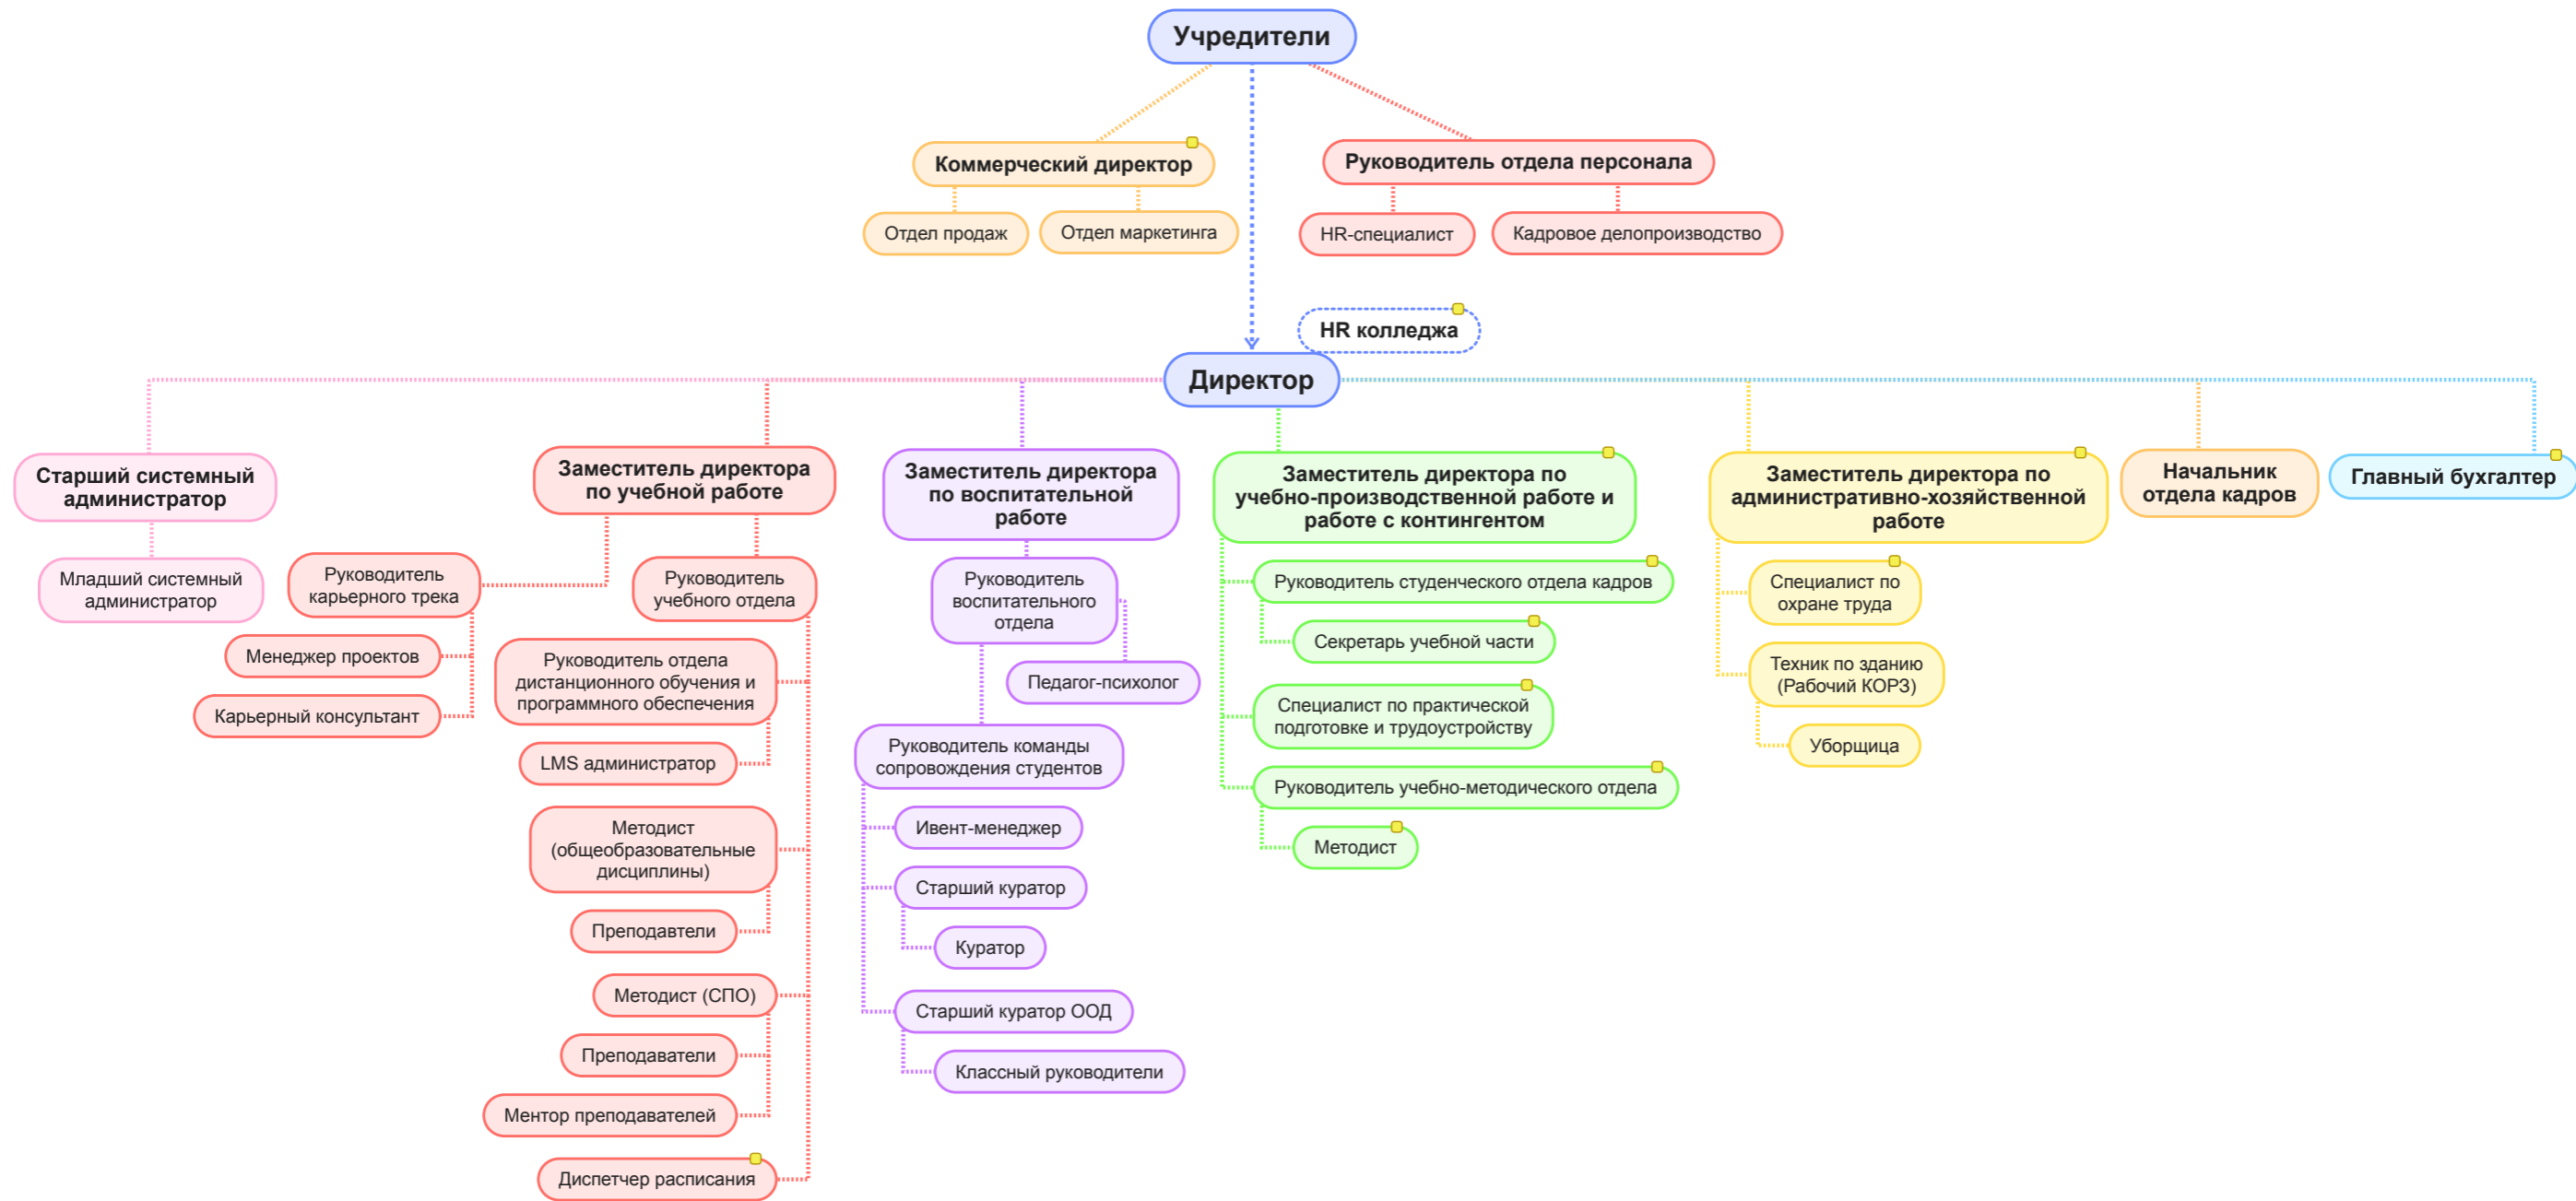 Учредители
Коммерческий директор
Руководитель отдела персонала
Отдел продаж
Отдел маркетинга
HR-специалист
Кадровое делопроизводство
HR колледжа
Директор
Старший системный
администратор
Младший системный
администратор
Заместитель директора
по учебной работе
Руководитель
карьерного трека
Менеджер проектов
Карьерный консультант
Руководитель
учебного отдела
Руководитель отдела
дистанционного обучения и
программного обеспечения
LMS администратор
Методист
(общеобразовательные
дисциплины)
Преподавтели
Методист (СПО)
Преподаватели
Ментор преподавателей
Диспетчер расписания
Заместитель директора
по воспитательной
работе
Руководитель
воспитательного
отдела
Педагог-психолог
Руководитель команды
сопровождения студентов
Ивент-менеджер
Старший куратор
Куратор
Старший куратор ООД
Классный руководители
Заместитель директора по
учебно-производственной работе и
работе с контингентом
Руководитель студенческого отдела кадров
Секретарь учебной части
Специалист по практической
подготовке и трудоустройству
Руководитель учебно-методического отдела
Методист
Заместитель директора по
административно-хозяйственной
работе
Специалист по
охране труда
Техник по зданию
(Рабочий КОРЗ)
Уборщица
Начальник
отдела кадров
Главный бухгалтер